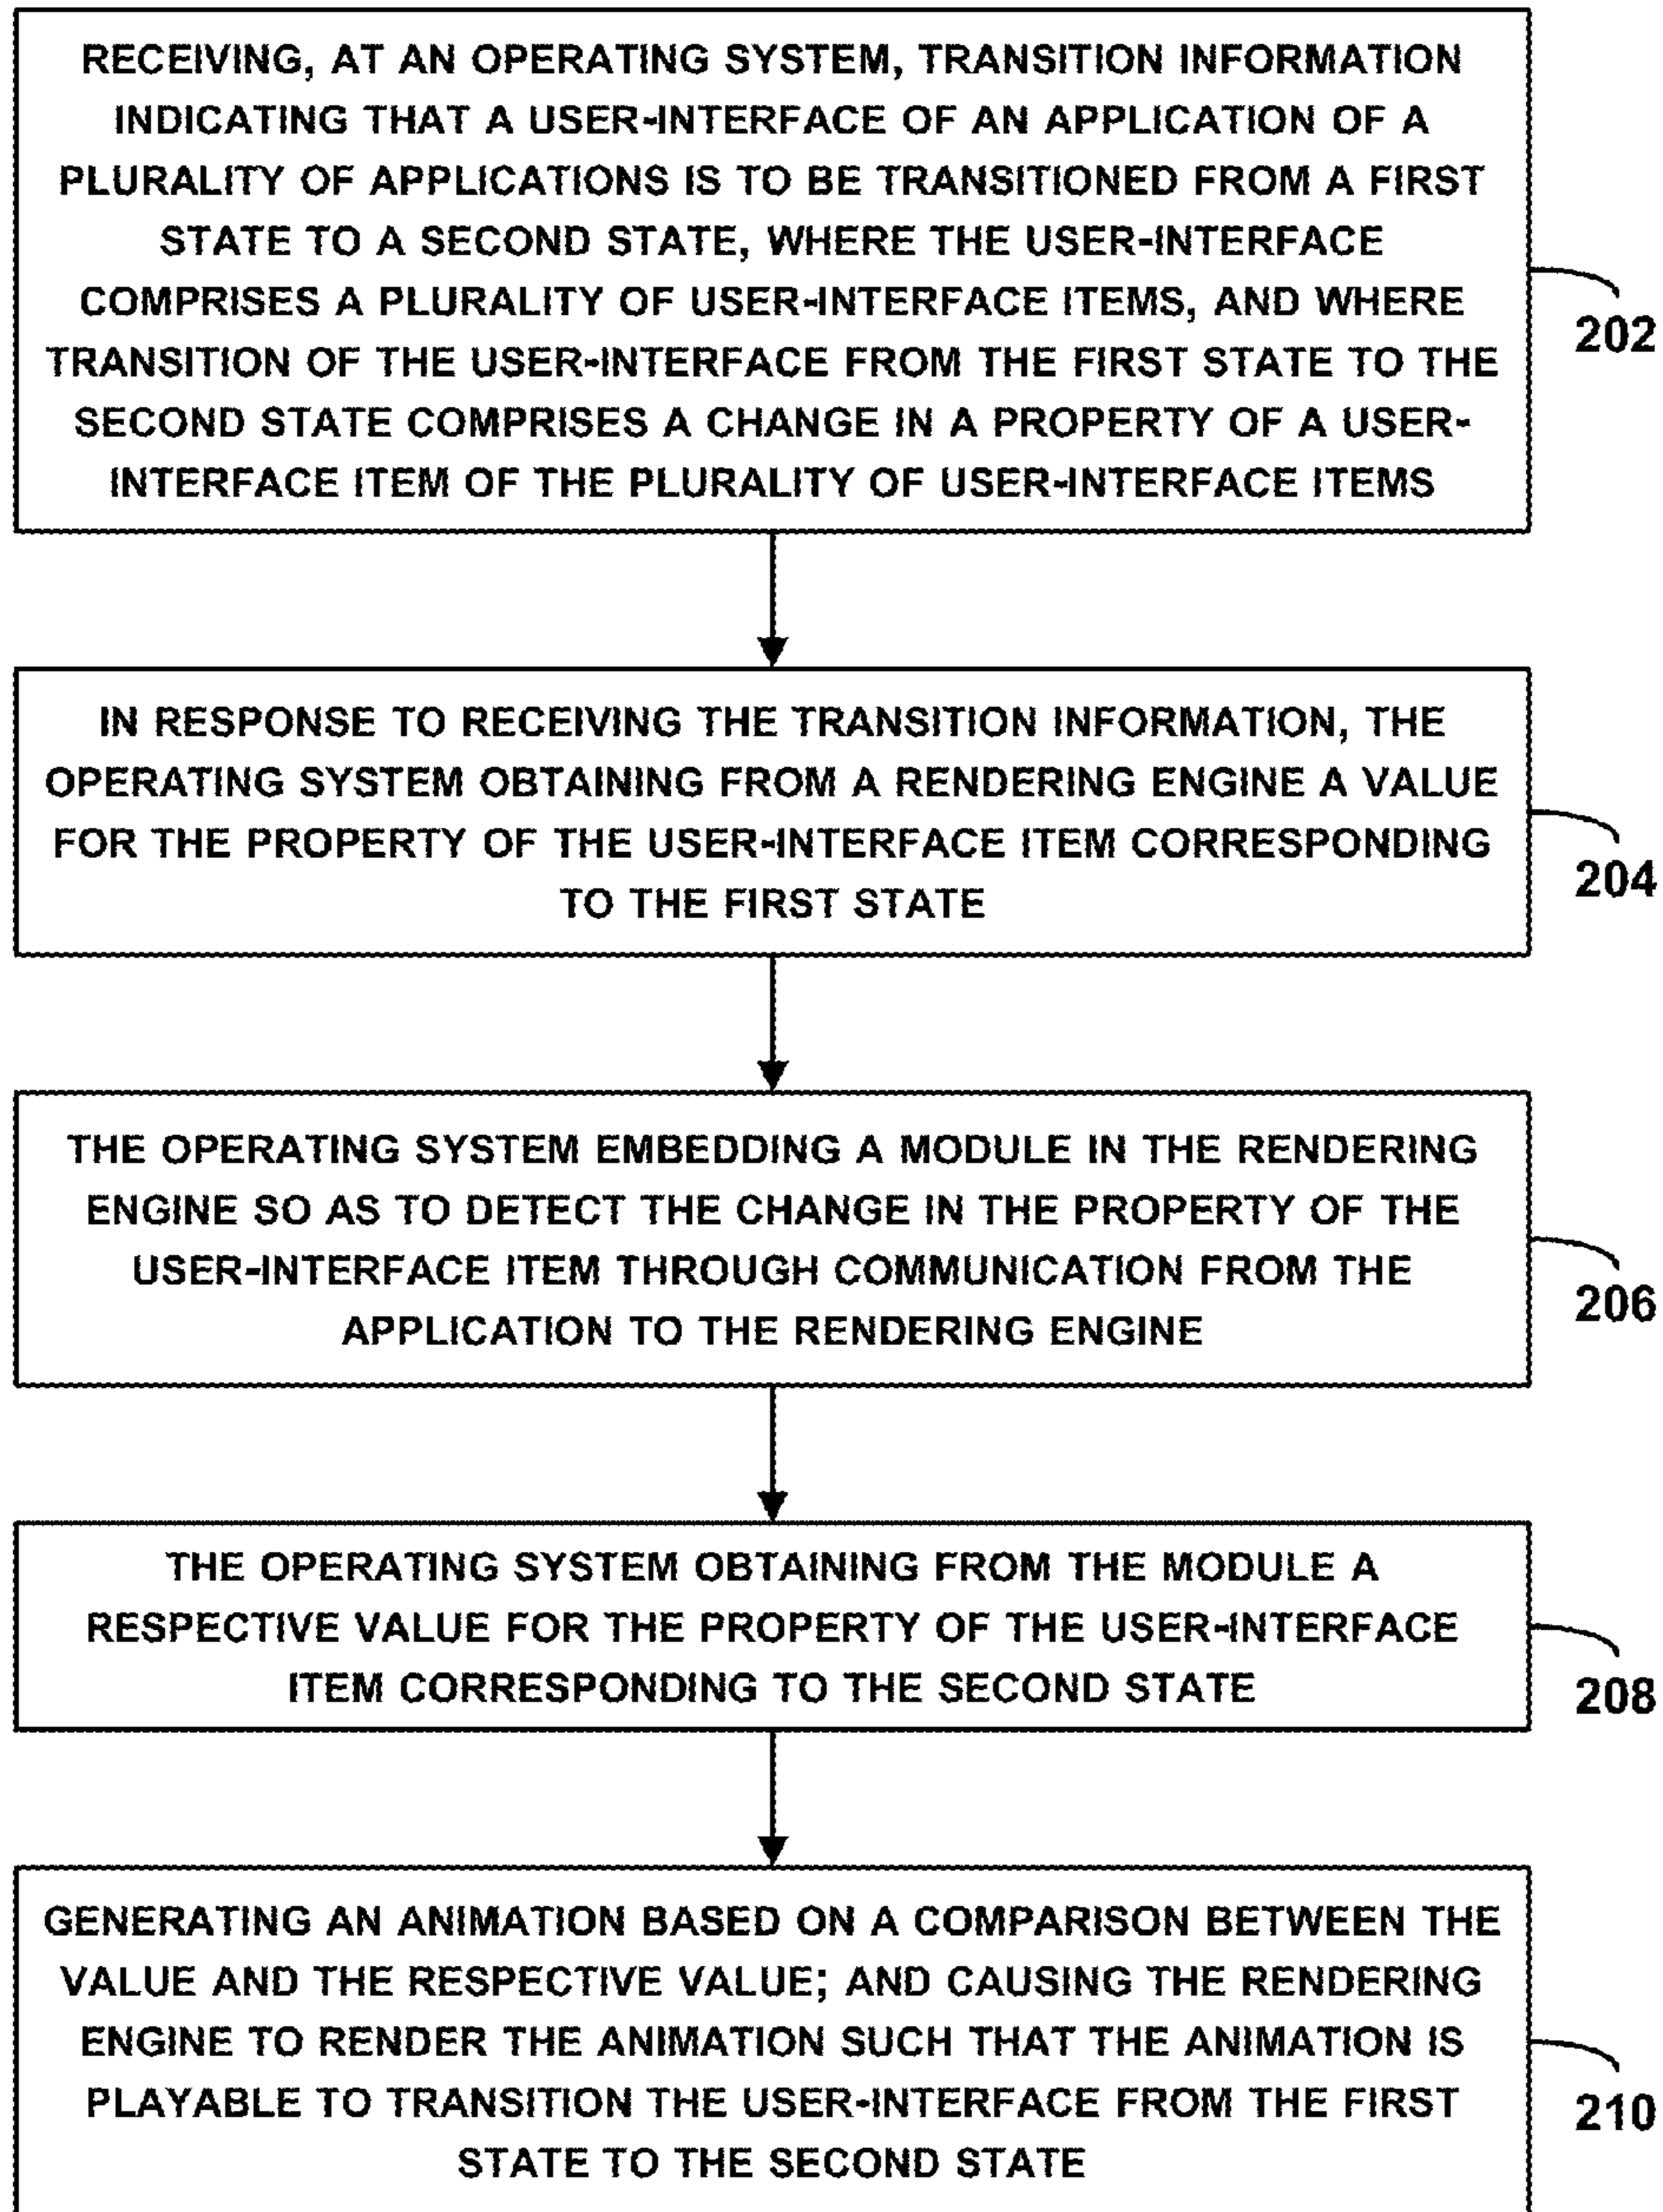 RECEIVING, AT AN OPERATING SYSTEM, TRANSITION INFORMATION
INDICATING THAT A USER-INTERFACE OF AN APPLICATION OF A
PLURALITY OF APPLICATIONS IS TO BE TRANSITIONED FROM A FIRST
STATE TO A SECOND STATE, WHERE THE USER-INTERFACE
COMPRISES A PLURALITY OF USER-INTERFACE ITEMS, AND WHERE
TRANSITION OF THE USER-INTERFACE FROM THE FIRST STATE TO THE
SECOND STATE COMPRISES A CHANGE IN A PROPERTY OF A USER-
INTERFACE ITEM OF THE PLURALITY OF USER-INTERFACE ITEMS
202
IN RESPONSE TO RECEIVING THE TRANSITION INFORMATION, THE
OPERATING SYSTEM OBTAINING FROM A RENDERING ENGINE A VALUE
FOR THE PROPERTY OF THE USER-INTERFACE ITEM CORRESPONDING
TO THE FIRST STATE
204
THE OPERATING SYSTEM EMBEDDING A MODULE IN THE RENDERING
ENGINE SO AS TO DETECT THE CHANGE IN THE PROPERTY OF THE
USER-INTERFACE ITEM THROUGH COMMUNICATION FROM THE
APPLICATION TO THE RENDERING ENGINE
206
THE OPERATING SYSTEM OBTAINING FROM THE MODULE A
RESPECTIVE VALUE FOR THE PROPERTY OF THE USER-INTERFACE
ITEM CORRESPONDING TO THE SECOND STATE
208
GENERATING AN ANIMATION BASED ON A COMPARISON BETWEEN THE
VALUE AND THE RESPECTIVE VALUE; AND CAUSING THE RENDERING
ENGINE TO RENDER THE ANIMATION SUCH THAT THE ANIMATION IS
PLAYABLE TO TRANSITION THE USER-INTERFACE FROM THE FIRST
STATE TO THE SECOND STATE
210